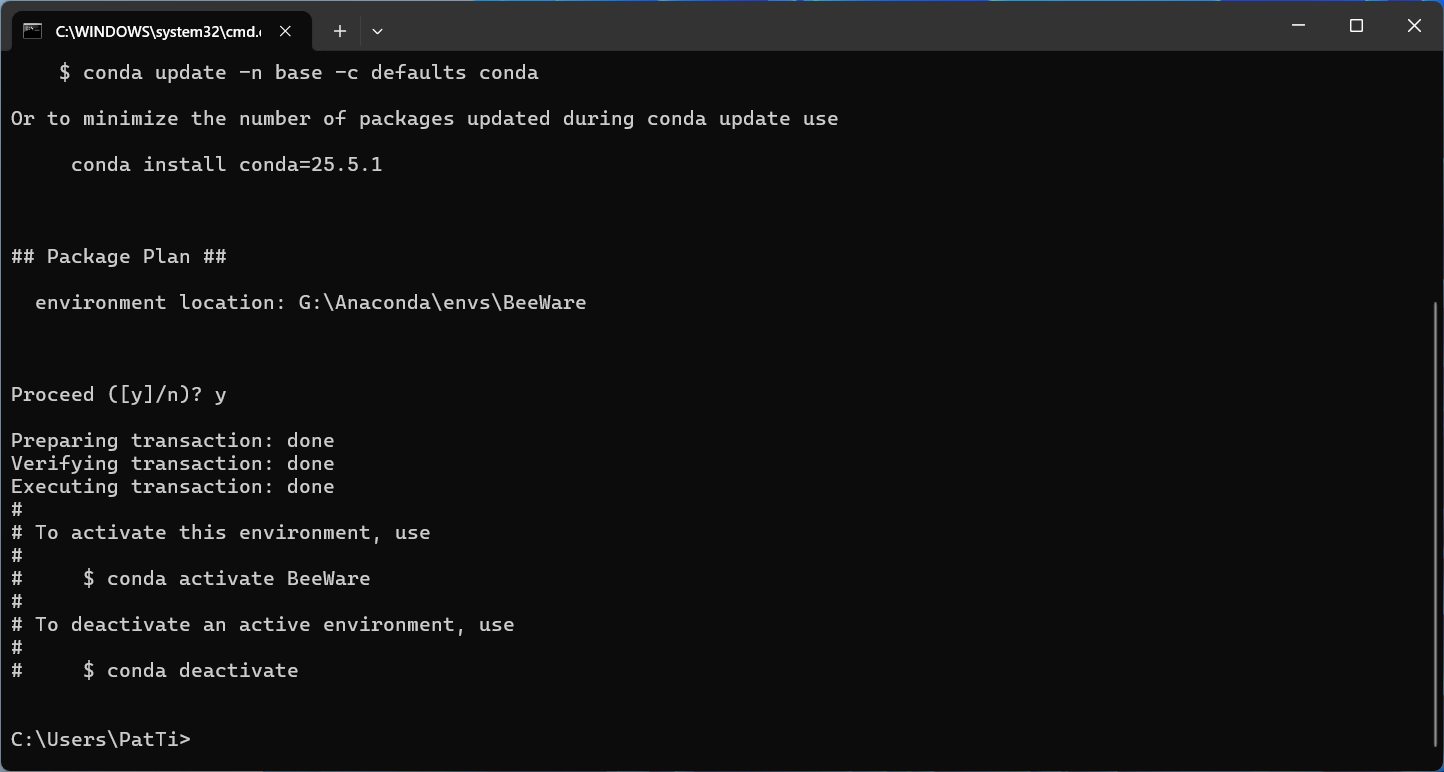 C:\WINDOWS\system32\cmd.
$ conda update -n base -c defaults conda
Or to minimize the number of packages updated during conda update use
conda install conda=25.5.1
## Package Plan ##
environment location: G:\Anaconda\envs\BeeWare
Proceed ([y]/n)? y
Preparing transaction: done
Verifying transaction: done
Executing transaction: done
#
# To activate this environment, use
#
#     $ conda activate BeeWare
#
# To deactivate an active environment, use
#
#     $ conda deactivate
C:\Users\PatTi>